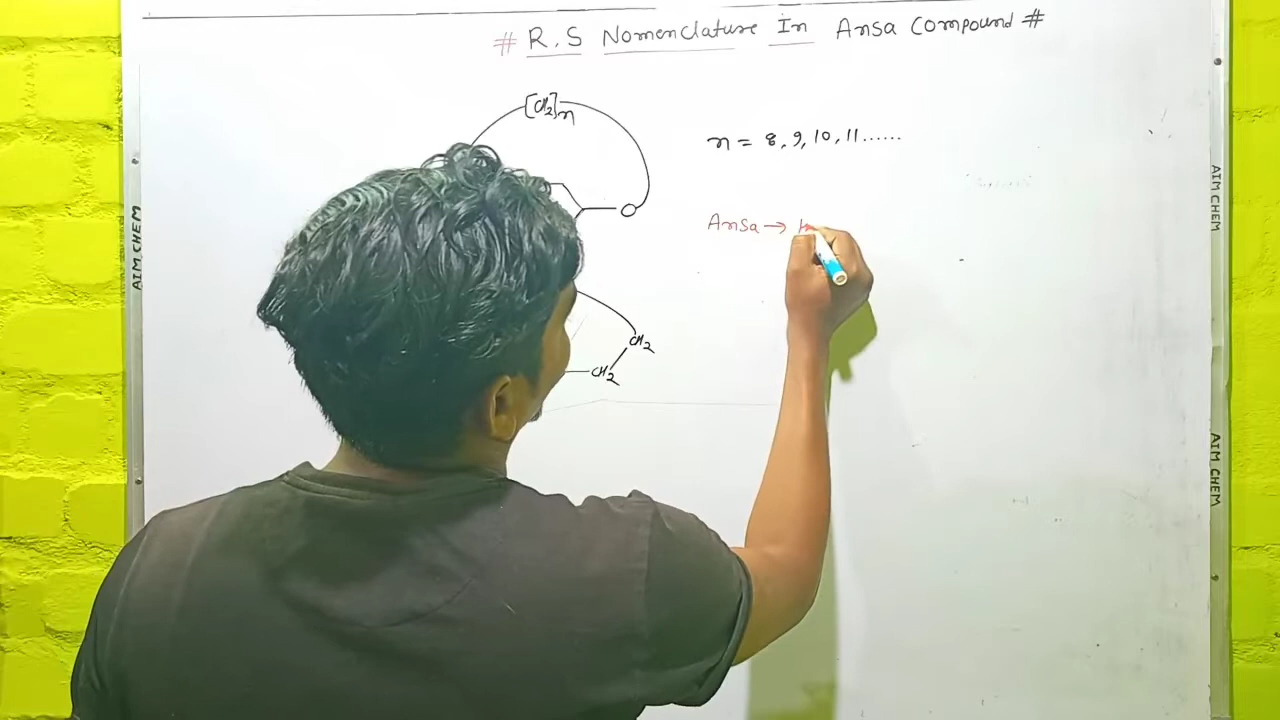 # R.S Nomenclature In Ansa Compound #
[CH2]n
n = 8, 9, 10, 11......
O
Ansa →
CH2
CH2
AIM CHEM
AIM CHEM
AIM CHEM